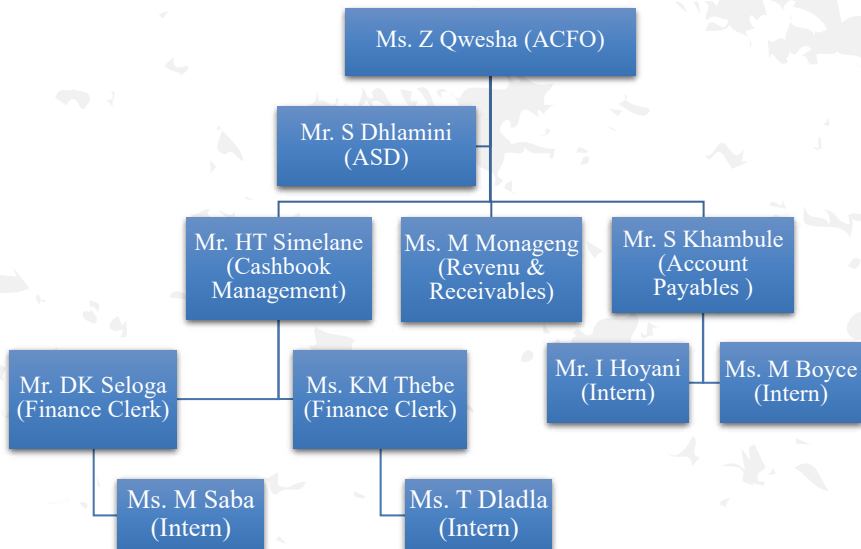 Ms. Z Qwesha (ACFO)
Mr. S Dhlamini
(ASD)
Mr. HT Simelane
(Cashbook
Management)
Ms. M Monageng
(Revenu &
Receivables)
Mr. S Khambule
(Account
Payables )
Mr. DK Seloga
(Finance Clerk)
Ms. KM Thebe
(Finance Clerk)
Mr. I Hoyani
(Intern)
Ms. M Boyce
(Intern)
Ms. M Saba
(Intern)
Ms. T Dladla
(Intern)